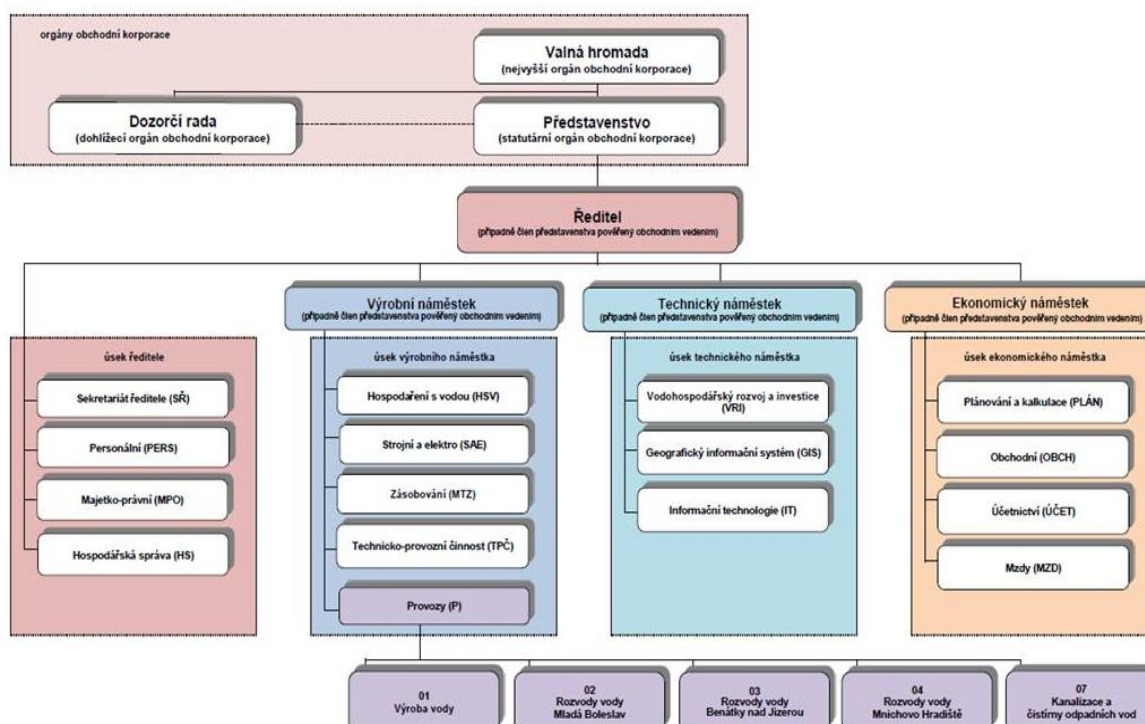 orgány obchodní korporace
Valná hromada
(nejvyšší orgán obchodní korporace)
Dozorčí rada
(dohlížecí orgán obchodní korporace)
Představenstvo
(statutární orgán obchodní korporace)
Ředitel
(případně člen představenstva pověřený obchodním vedením)
Výrobní náměstek
(případně člen představenstva pověřený obchodním vedením)
Technický náměstek
(případně člen představenstva pověřený obchodním vedením)
Ekonomický náměstek
(případně člen představenstva pověřený obchodním vedením)
úsek ředitele
Sekretariát ředitele (SŘ)
Personální (PERS)
Majetko-právní (MPO)
Hospodářská správa (HS)
úsek výrobního náměstka
Hospodaření s vodou (HSV)
Strojní a elektro (SAE)
Zásobování (MTZ)
Technicko-provozní činnost (TPČ)
Provozy (P)
úsek technického náměstka
Vodohospodářský rozvoj a investice
(VRI)
Geografický informační systém (GIS)
Informační technologie (IT)
úsek ekonomického náměstka
Plánování a kalkulace (PLÁN)
Obchodní (OBCH)
Účetnictví (ÚČET)
Mzdy (MZD)
01
Výroba vody
02
Rozvody vody
Mladá Boleslav
03
Rozvody vody
Benátky nad Jizerou
04
Rozvody vody
Mnichovo Hradiště
07
Kanalizace a
čistírny odpadních vod